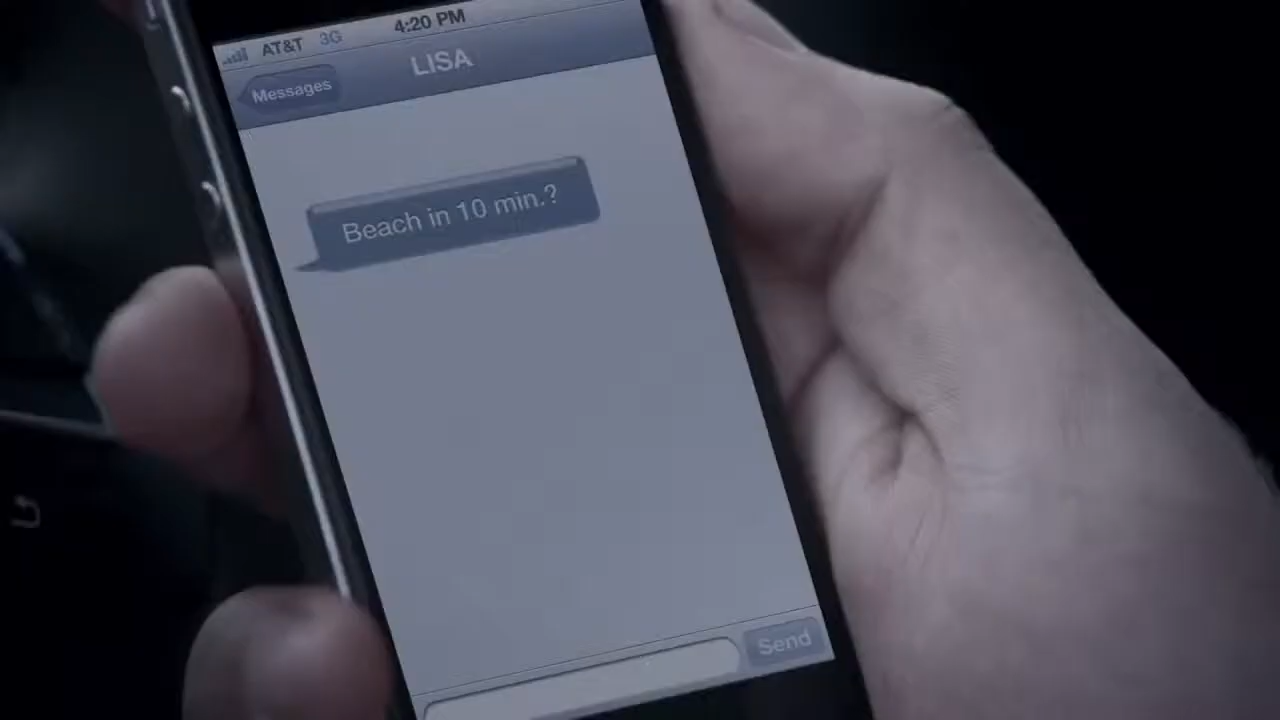 4:20 PM
AT&T 3G
LISA
Messages
Beach in 10 min.?
Send